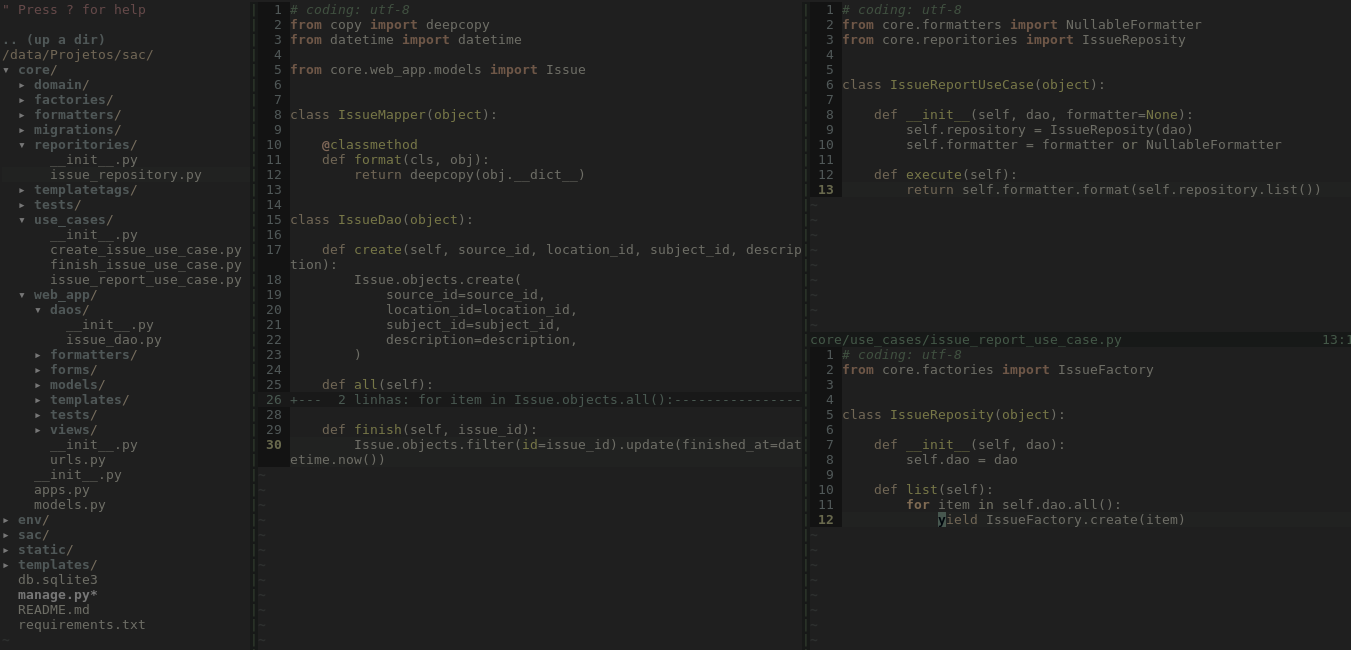 " Press ? for help
.. (up a dir)
/data/Projetos/sac/
▾ core/
  ▸ domain/
  ▸ factories/
  ▸ formatters/
  ▸ migrations/
  ▾ reporitories/
      __init__.py
      issue_repository.py
  ▸ templatetags/
  ▸ tests/
  ▾ use_cases/
      __init__.py
      create_issue_use_case.py
      finish_issue_use_case.py
      issue_report_use_case.py
  ▾ web_app/
    ▾ daos/
        __init__.py
        issue_dao.py
    ▸ formatters/
    ▸ forms/
    ▸ models/
    ▸ templates/
    ▸ tests/
    ▸ views/
      __init__.py
      urls.py
    __init__.py
    apps.py
    models.py
▸ env/
▸ sac/
▸ static/
▸ templates/
  db.sqlite3
  manage.py*
  README.md
  requirements.txt
~
1 # coding: utf-8
2 from copy import deepcopy
3 from datetime import datetime
4
5 from core.web_app.models import Issue
6
7
8 class IssueMapper(object):
9
10     @classmethod
11     def format(cls, obj):
12         return deepcopy(obj.__dict__)
13
14
15 class IssueDao(object):
16
17     def create(self, source_id, location_id, subject_id, descrip
tion):
18         Issue.objects.create(
19             source_id=source_id,
20             location_id=location_id,
21             subject_id=subject_id,
22             description=description,
23         )
24
25     def all(self):
26 +---  2 linhas: for item in Issue.objects.all():----------------
28
29     def finish(self, issue_id):
30         Issue.objects.filter(id=issue_id).update(finished_at=dat
etime.now())
~
~
~
~
~
~
~
~
~
~
~
~
1 # coding: utf-8
2 from core.formatters import NullableFormatter
3 from core.reporitories import IssueReposity
4
5
6 class IssueReportUseCase(object):
7
8     def __init__(self, dao, formatter=None):
9         self.repository = IssueReposity(dao)
10         self.formatter = formatter or NullableFormatter
11
12     def execute(self):
13         return self.formatter.format(self.repository.list())
~
~
~
~
~
~
~
~
~
core/use_cases/issue_report_use_case.py 13:1
1 # coding: utf-8
2 from core.factories import IssueFactory
3
4
5 class IssueReposity(object):
6
7     def __init__(self, dao):
8         self.dao = dao
9
10     def list(self):
11         for item in self.dao.all():
12             yield IssueFactory.create(item)
~
~
~
~
~
~
~
~